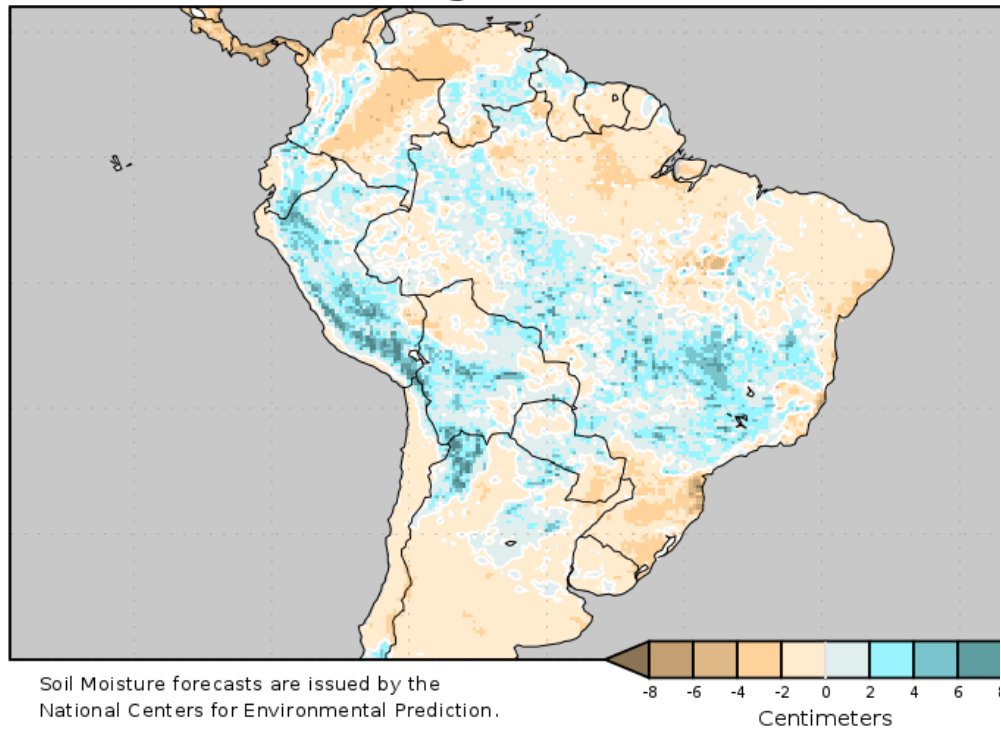 -8 -6 -4 -2 0 2 4 6 8
Soil Moisture forecasts are issued by the
National Centers for Environmental Prediction.
Centimeters